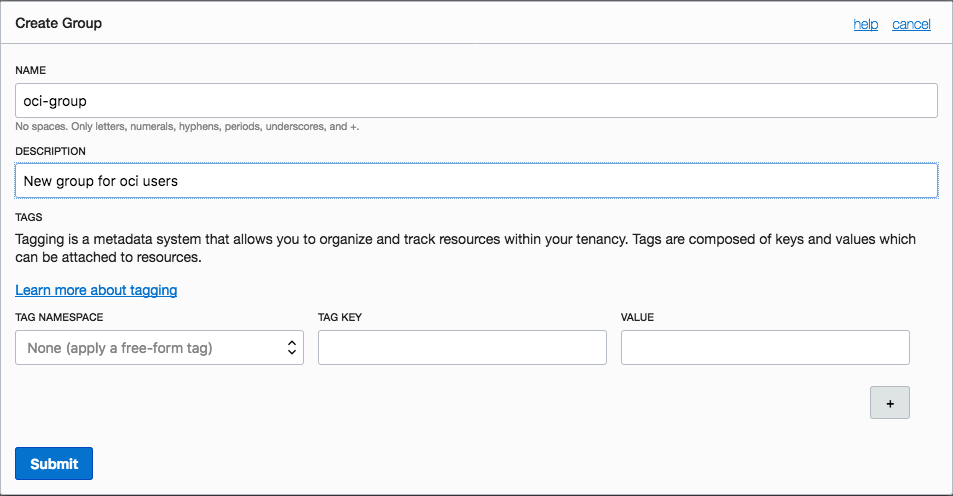 Create Group
help cancel
NAME
oci-group
No spaces. Only letters, numerals, hyphens, periods, underscores, and +.
DESCRIPTION
New group for oci users
TAGS
Tagging is a metadata system that allows you to organize and track resources within your tenancy. Tags are composed of keys and values which
can be attached to resources.
Learn more about tagging
TAG NAMESPACE TAG KEY VALUE
None (apply a free-form tag)
+
Submit